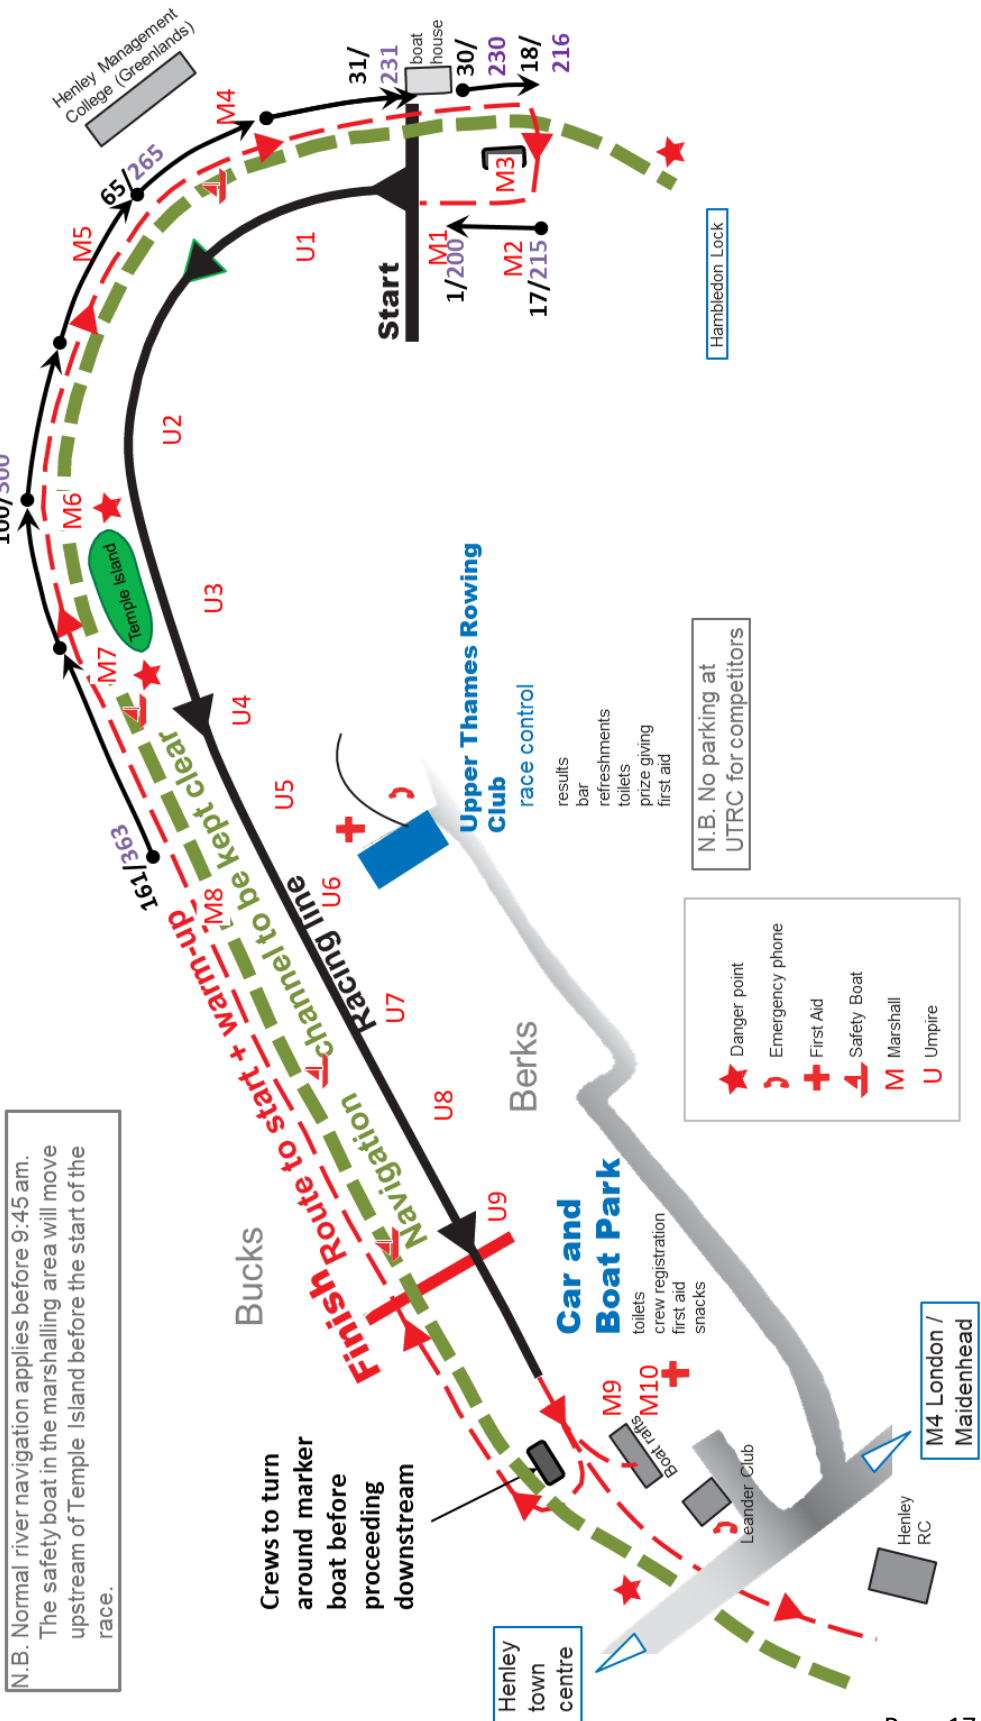 N.B. Normal river navigation applies before 9:45 am.
The safety boat in the marshalling area will move
upstream of Temple Island before the start of the
race.
Henley Management
College (Greenlands)
boat
house
31/
231
30/
230
18/
216
M4
65/265
M5
M3
M1
1/200
M2
17/215
U1
Start
Hambledon Lock
U2
M6
Temple Island
M7
U3
U4
U5
U6
U7
U8
U9
161/363
M8
Route to start + warm-up
Navigation channel to be kept clear
Racing line
Finish
Upper Thames Rowing
Club
race control
results
bar
refreshments
toilets
prize giving
first aid
N.B. No parking at
UTRC for competitors
Bucks
Berks
Danger point
Emergency phone
First Aid
Safety Boat
M Marshall
U Umpire
Car and
Boat Park
toilets
crew registration
first aid
snacks
M9
M10
Boat rafts
Leander Club
Crews to turn
around marker
boat before
proceeding
downstream
Henley
town
centre
Henley
RC
M4 London /
Maidenhead